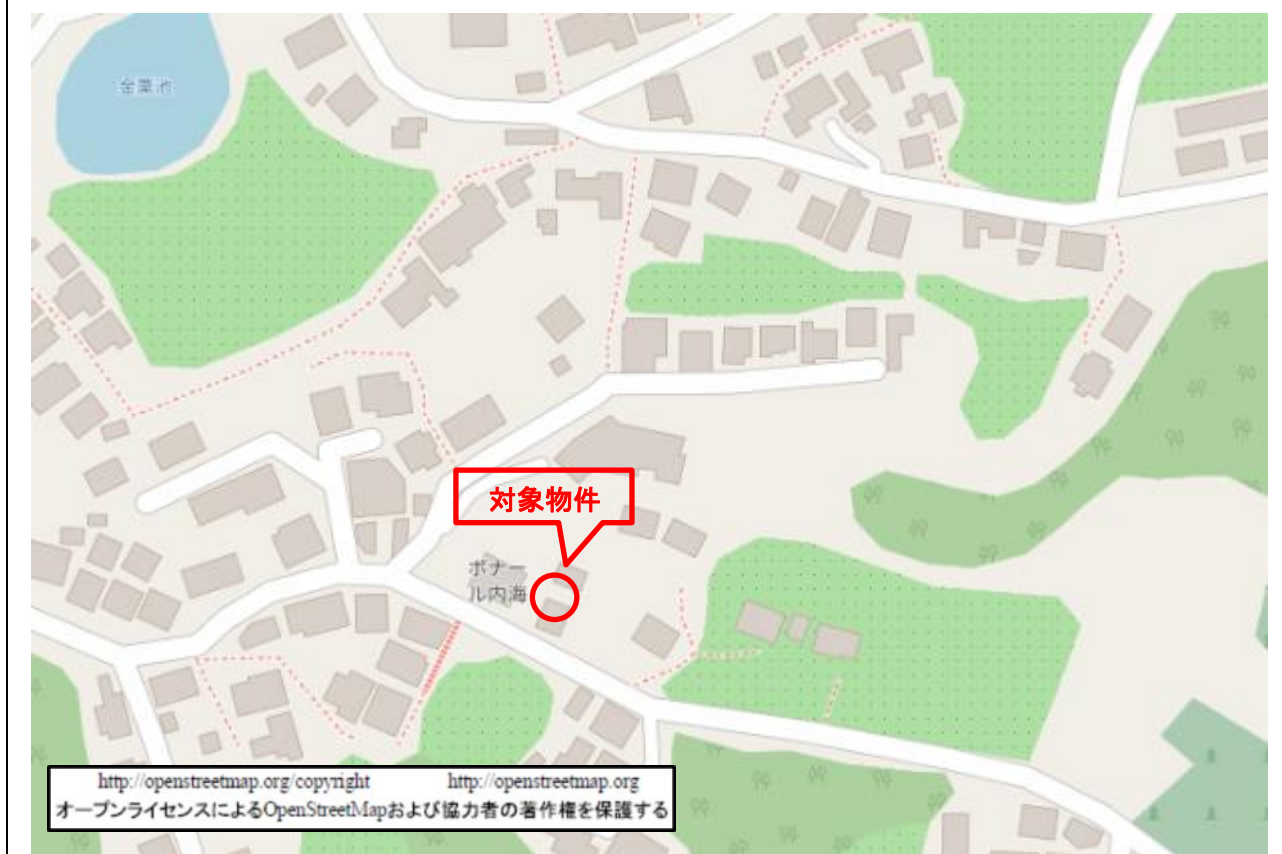 対象物件
ボナー
ル内海
http://openstreetmap.org/copyright http://openstreetmap.org
オープンライセンスによるOpenStreetMapおよび協力者の著作権を保護する